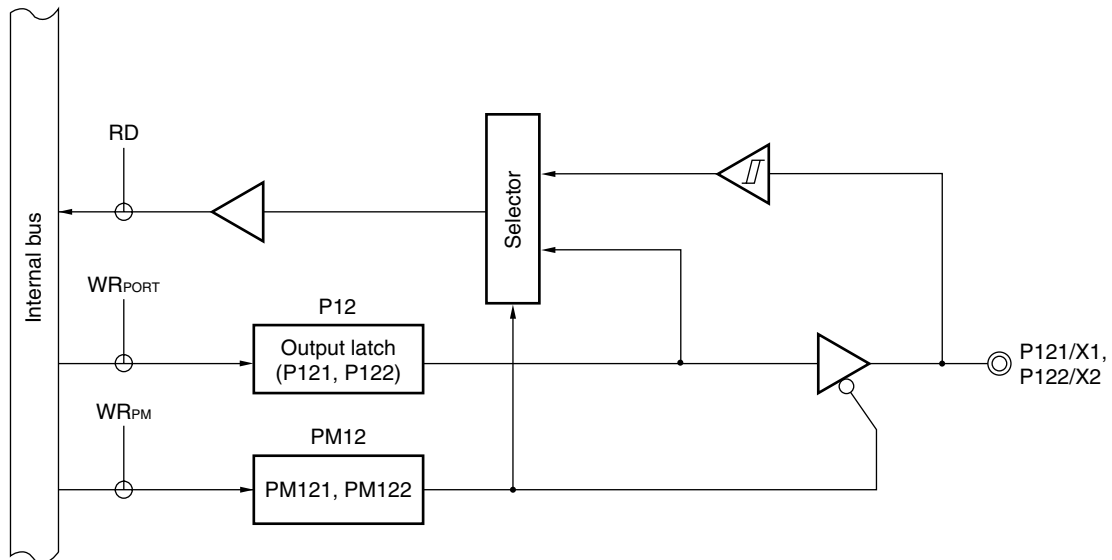 RD
Selector
Internal bus
WRPORT
P12
Output latch
(P121, P122)
P121/X1,
P122/X2
WRPM
PM12
PM121, PM122